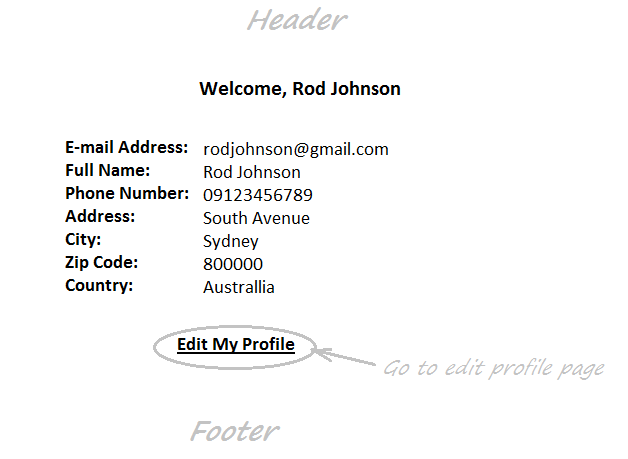 Header
Welcome, Rod Johnson
E-mail Address: rodjohnson@gmail.com
Full Name: Rod Johnson
Phone Number: 09123456789
Address: South Avenue
City: Sydney
Zip Code: 800000
Country: Australlia
Edit My Profile
Go to edit profile page
Footer